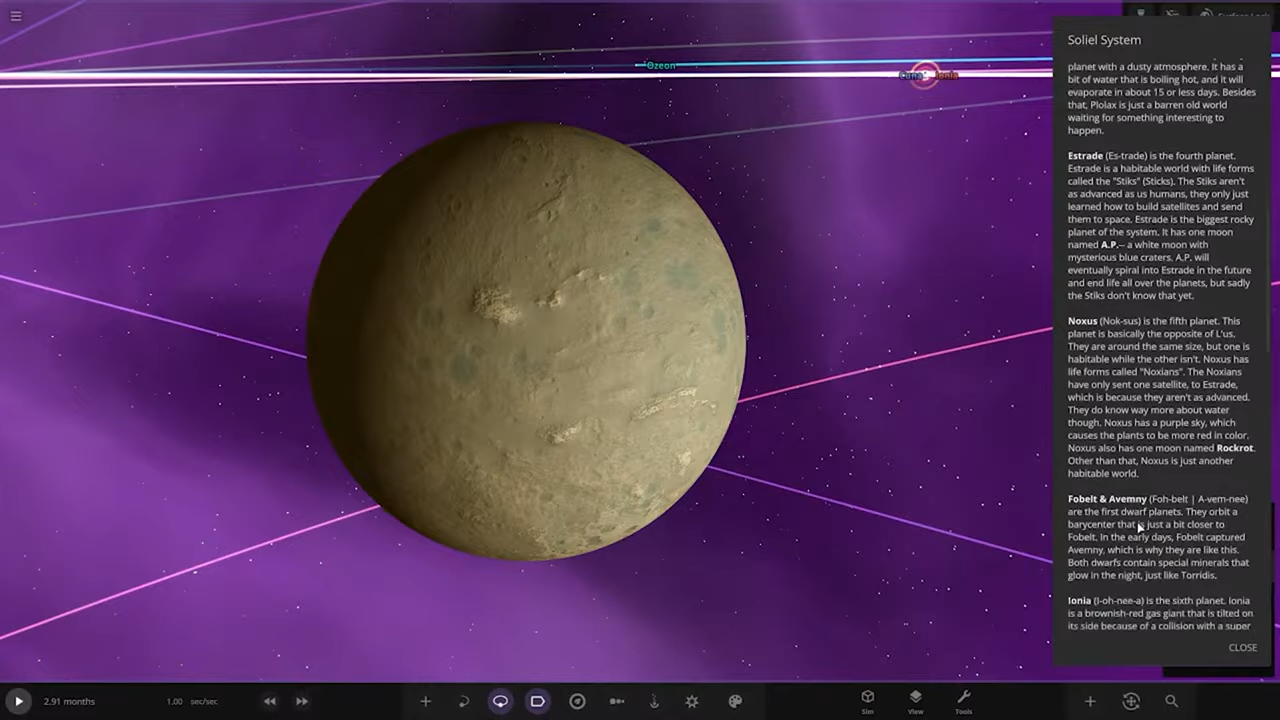 Soliel System
planet with a dusty atmosphere. It has a
bit of water that is boiling hot, and it will
evaporate in about 15 or less days. Besides
that, Plolax is just a barren old world
waiting for something interesting to
happen.
Estrade (Es-trade) is the fourth planet.
Estrade is a habitable world with life forms
called the "Stiks" (Sticks). The Stiks aren't
as advanced as us humans, they only just
learned how to build satellites and send
them to space. Estrade is the biggest rocky
planet of the system. It has one moon
named A.P.-- a white moon with
mysterious blue craters. A.P. will
eventually spiral into Estrade in the future
and end life all over the planets, but sadly
the Stiks don't know that yet.
Noxus (Nok-sus) is the fifth planet. This
planet is basically the opposite of L'us.
They are around the same size, but one is
habitable while the other isn't. Noxus has
life forms called "Noxians". The Noxians
have only sent one satellite, to Estrade,
which is because they aren't as advanced.
They do know way more about water
though. Noxus has a purple sky, which
causes the plants to be more red in color.
Noxus also has one moon named Rockrot.
Other than that, Noxus is just another
habitable world.
Fobelt & Avemny (Foh-belt | A-vem-nee)
are the first dwarf planets. They orbit a
barycenter that is just a bit closer to
Fobelt. In the early days, Fobelt captured
Avemny, which is why they are like this.
Both dwarfs contain special minerals that
glow in the night, just like Torridis.
Ionia (I-oh-nee-a) is the sixth planet. Ionia
is a brownish-red gas giant that is tilted on
its side because of a collision with a super
CLOSE
Ozeon
Ionia
2.91 months
1.00 sec/sec
Sim
View
Tools